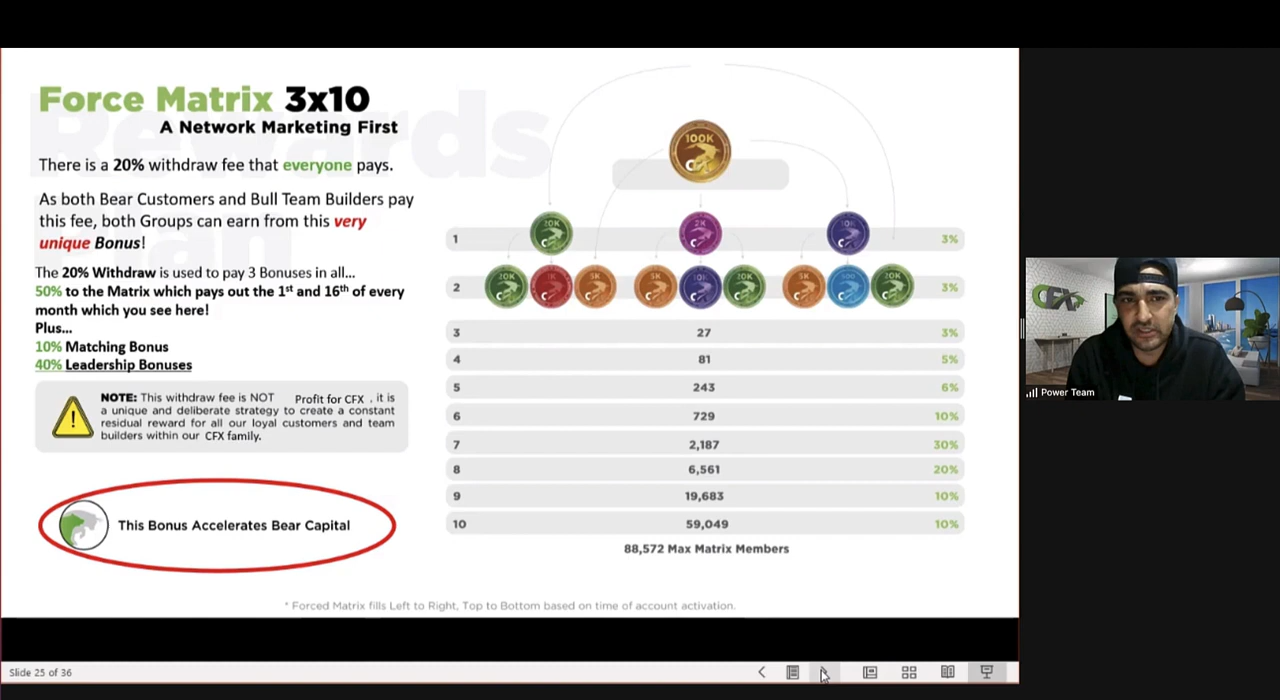 Force Matrix 3x10
A Network Marketing First
There is a 20% withdraw fee that everyone pays.
As both Bear Customers and Bull Team Builders pay
this fee, both Groups can earn from this very
unique Bonus!
The 20% Withdraw is used to pay 3 Bonuses in all...
50% to the Matrix which pays out the 1st and 16th of every
month which you see here!
Plus...
10% Matching Bonus
40% Leadership Bonuses
NOTE: This withdraw fee is NOT Profit for CFX . it is
a unique and deliberate strategy to create a constant
residual reward for all our loyal customers and team
builders within our CFX family.
This Bonus Accelerates Bear Capital
Rewards
Plan
100K
1 20K 2K 10K 3%
2 20K 1K 5K 5K 10K 20K 5K 500 20K 3%
3 27 3%
4 81 5%
5 243 6%
6 729 10%
7 2,187 30%
8 6,561 20%
9 19,683 10%
10 59,049 10%
88,572 Max Matrix Members
* Forced Matrix fills Left to Right, Top to Bottom based on time of account activation.
CFX
Power Team
Slide 25 of 36